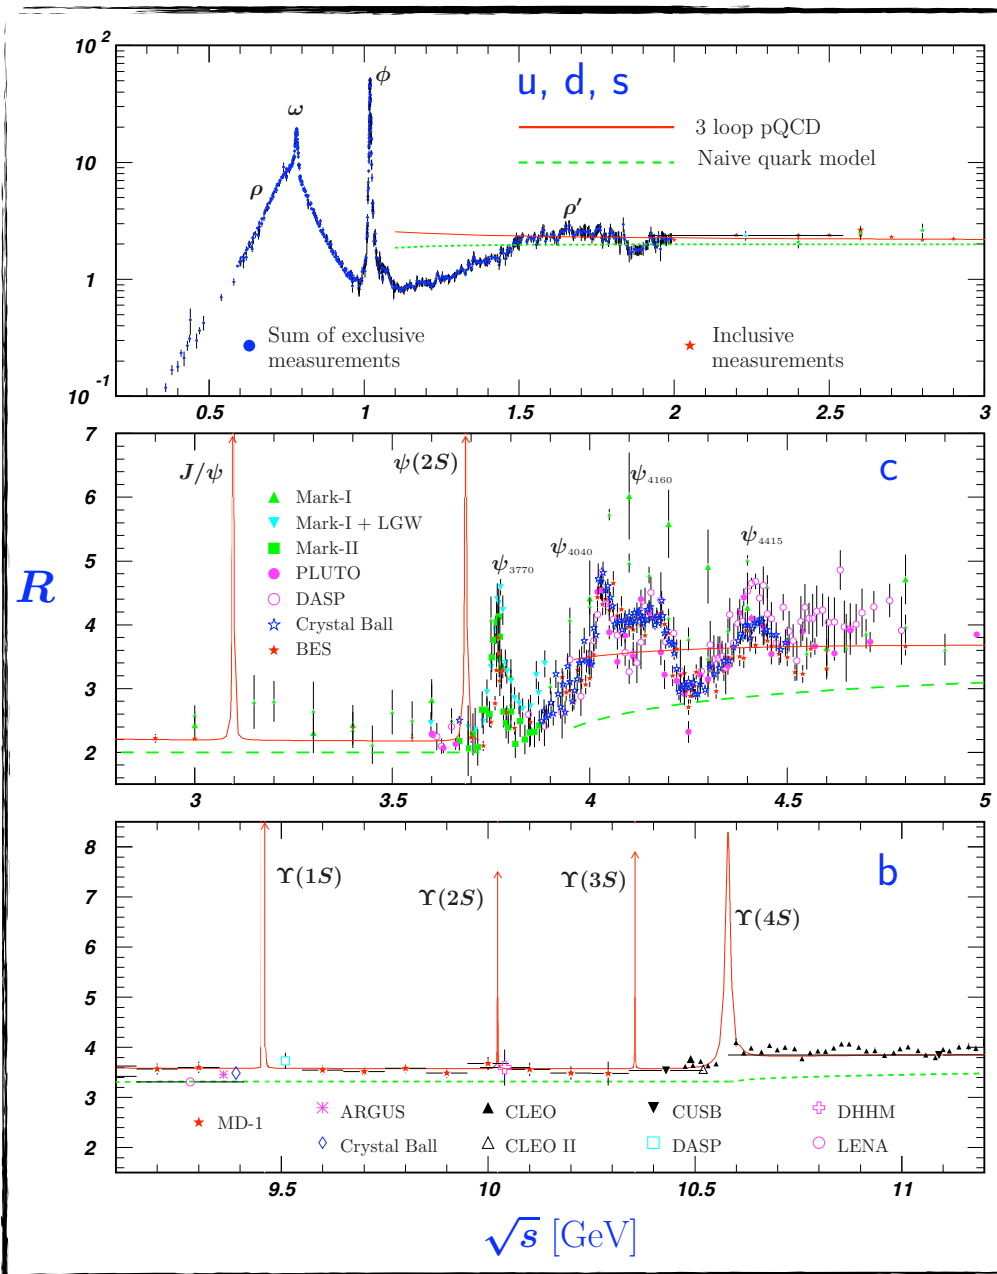 10²
u, d, s
ϕ
3 loop pQCD
ω
Naive quark model
10
ρ
ρ′
1
Sum of exclusive
measurements
Inclusive
measurements
10⁻¹
0.5 1 1.5 2 2.5 3
7
J/ψ
ψ(2S)
c
ψ₄₁₆₀
6
Mark-I
Mark-I + LGW
Mark-II
ψ₃₇₇₀
ψ₄₀₄₀
ψ₄₄₁₅
5
PLUTO
R
DASP
4
Crystal Ball
BES
3
2
3 3.5 4 4.5 5
8
ϒ(1S)
ϒ(2S)
ϒ(3S)
b
7
ϒ(4S)
6
5
4
3
MD-1
ARGUS
CLEO
CUSB
DHHM
Crystal Ball
CLEO II
DASP
LENA
2
9.5 10 10.5 11
√s [GeV]